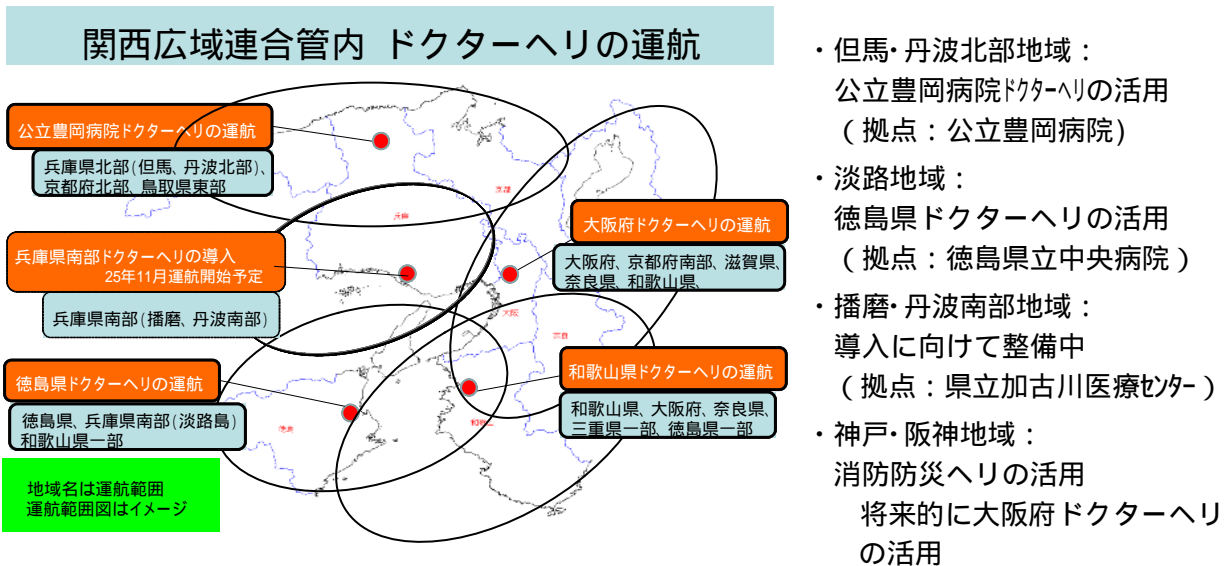 関西広域連合管内 ドクターヘリの運航
公立豊岡病院ドクターヘリの運航
兵庫県北部(但馬、丹波北部)、
京都府北部、鳥取県東部
兵庫県南部ドクターヘリの導入
25年11月運航開始予定
兵庫県南部(播磨、丹波南部)
徳島県ドクターヘリの運航
徳島県、兵庫県南部(淡路島)
和歌山県一部
地域名は運航範囲
運航範囲図はイメージ
大阪府ドクターヘリの運航
大阪府、京都府南部、滋賀県、
奈良県、和歌山県、
和歌山県ドクターヘリの運航
和歌山県、大阪府、奈良県、
三重県一部、徳島県一部
京都
兵庫
大阪
奈良
徳島
・但馬・丹波北部地域：
公立豊岡病院ドクターヘリの活用
（拠点：公立豊岡病院）
・淡路地域：
徳島県ドクターヘリの活用
（拠点：徳島県立中央病院）
・播磨・丹波南部地域：
導入に向けて整備中
（拠点：県立加古川医療センター）
・神戸・阪神地域：
消防防災ヘリの活用
将来的に大阪府ドクターヘリ
の活用